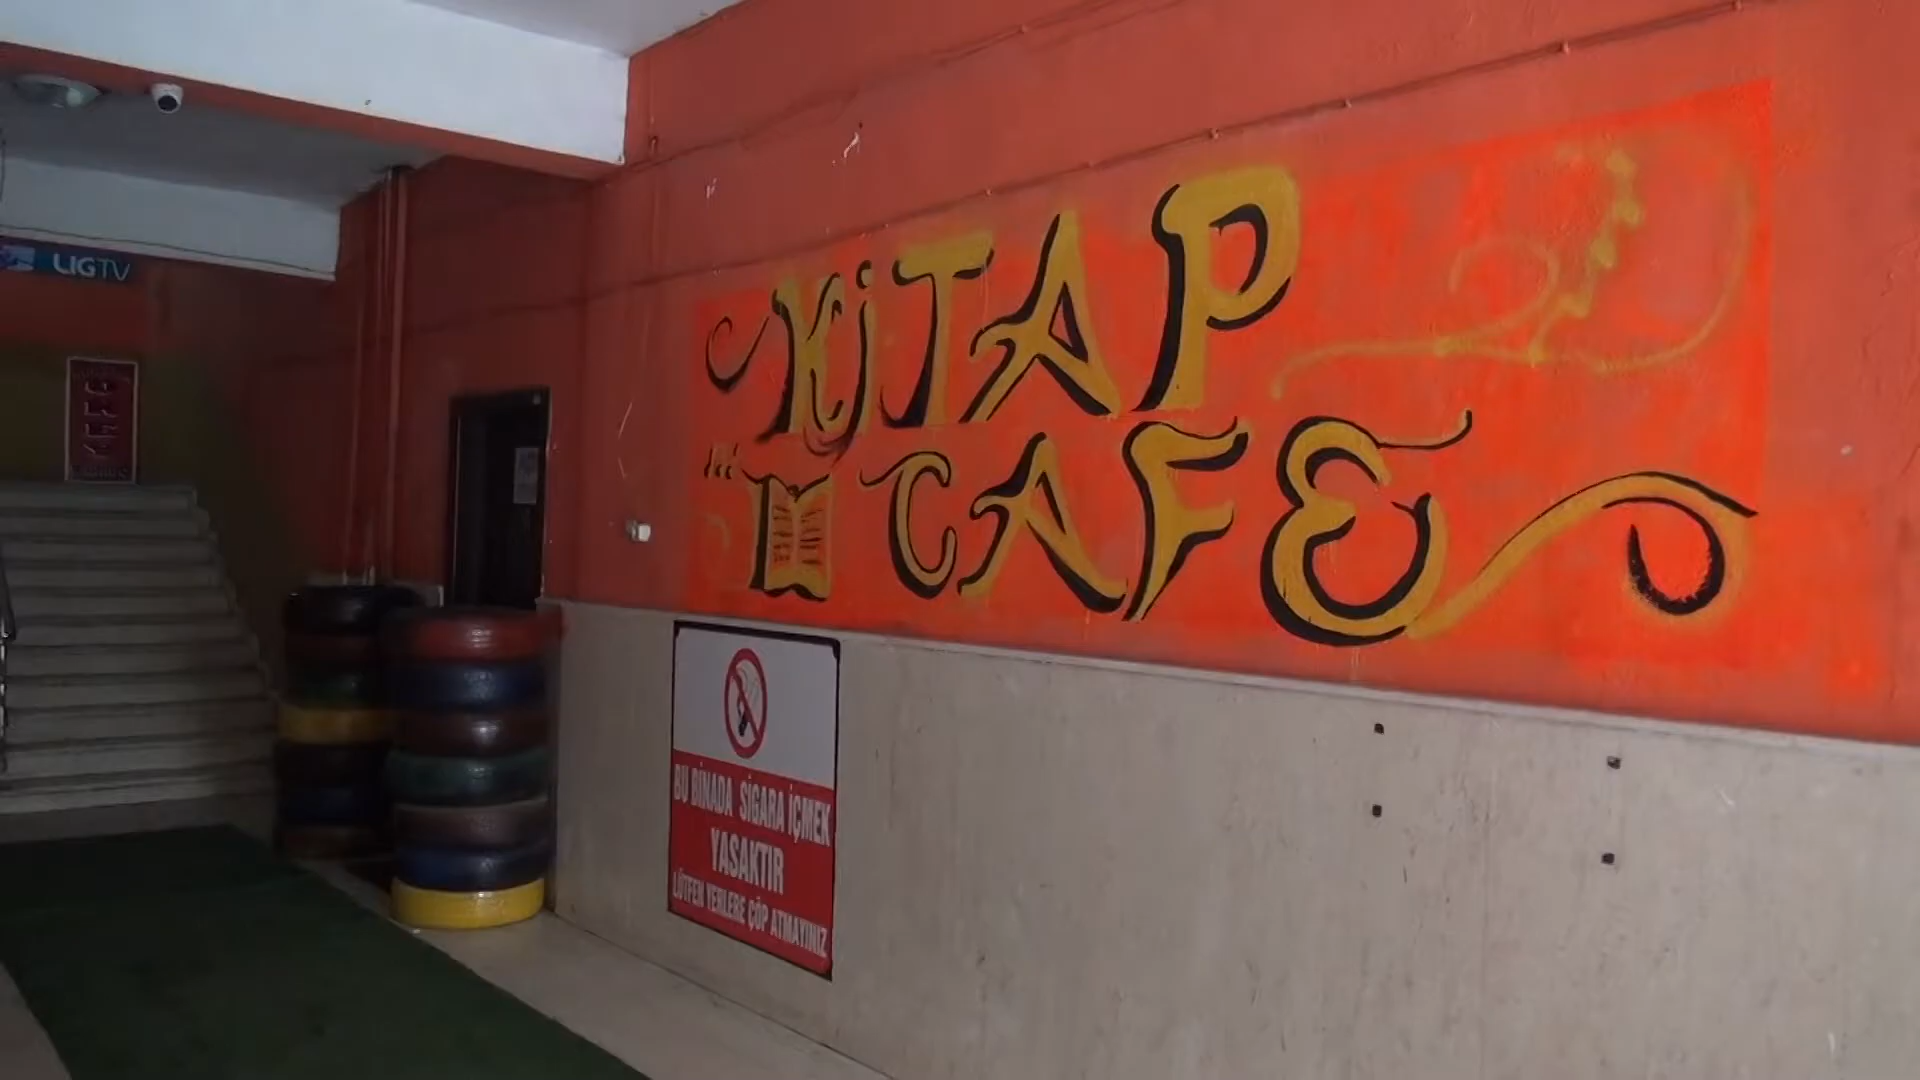 LIGTV
KİTAP
CAFE
BU BİNADA SİGARA İÇMEK
YASAKTIR
LÜTFEN YERLERE ÇÖP ATMAYINIZ